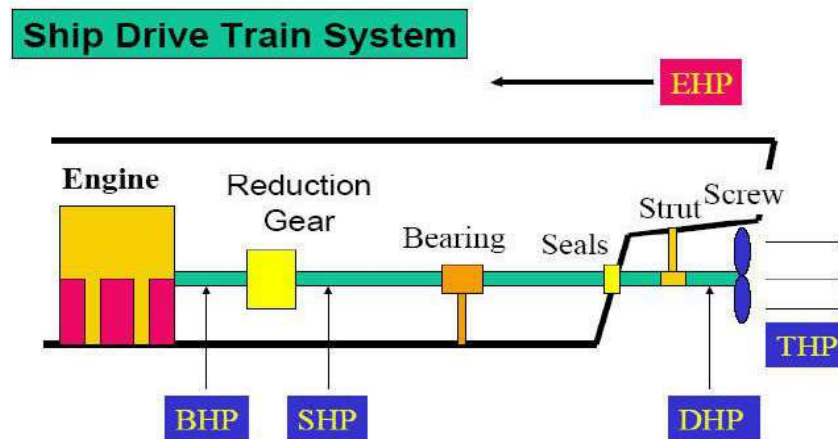 Ship Drive Train System
EHP
Engine
Reduction
Gear
Bearing
Seals
Strut
Screw
THP
BHP
SHP
DHP